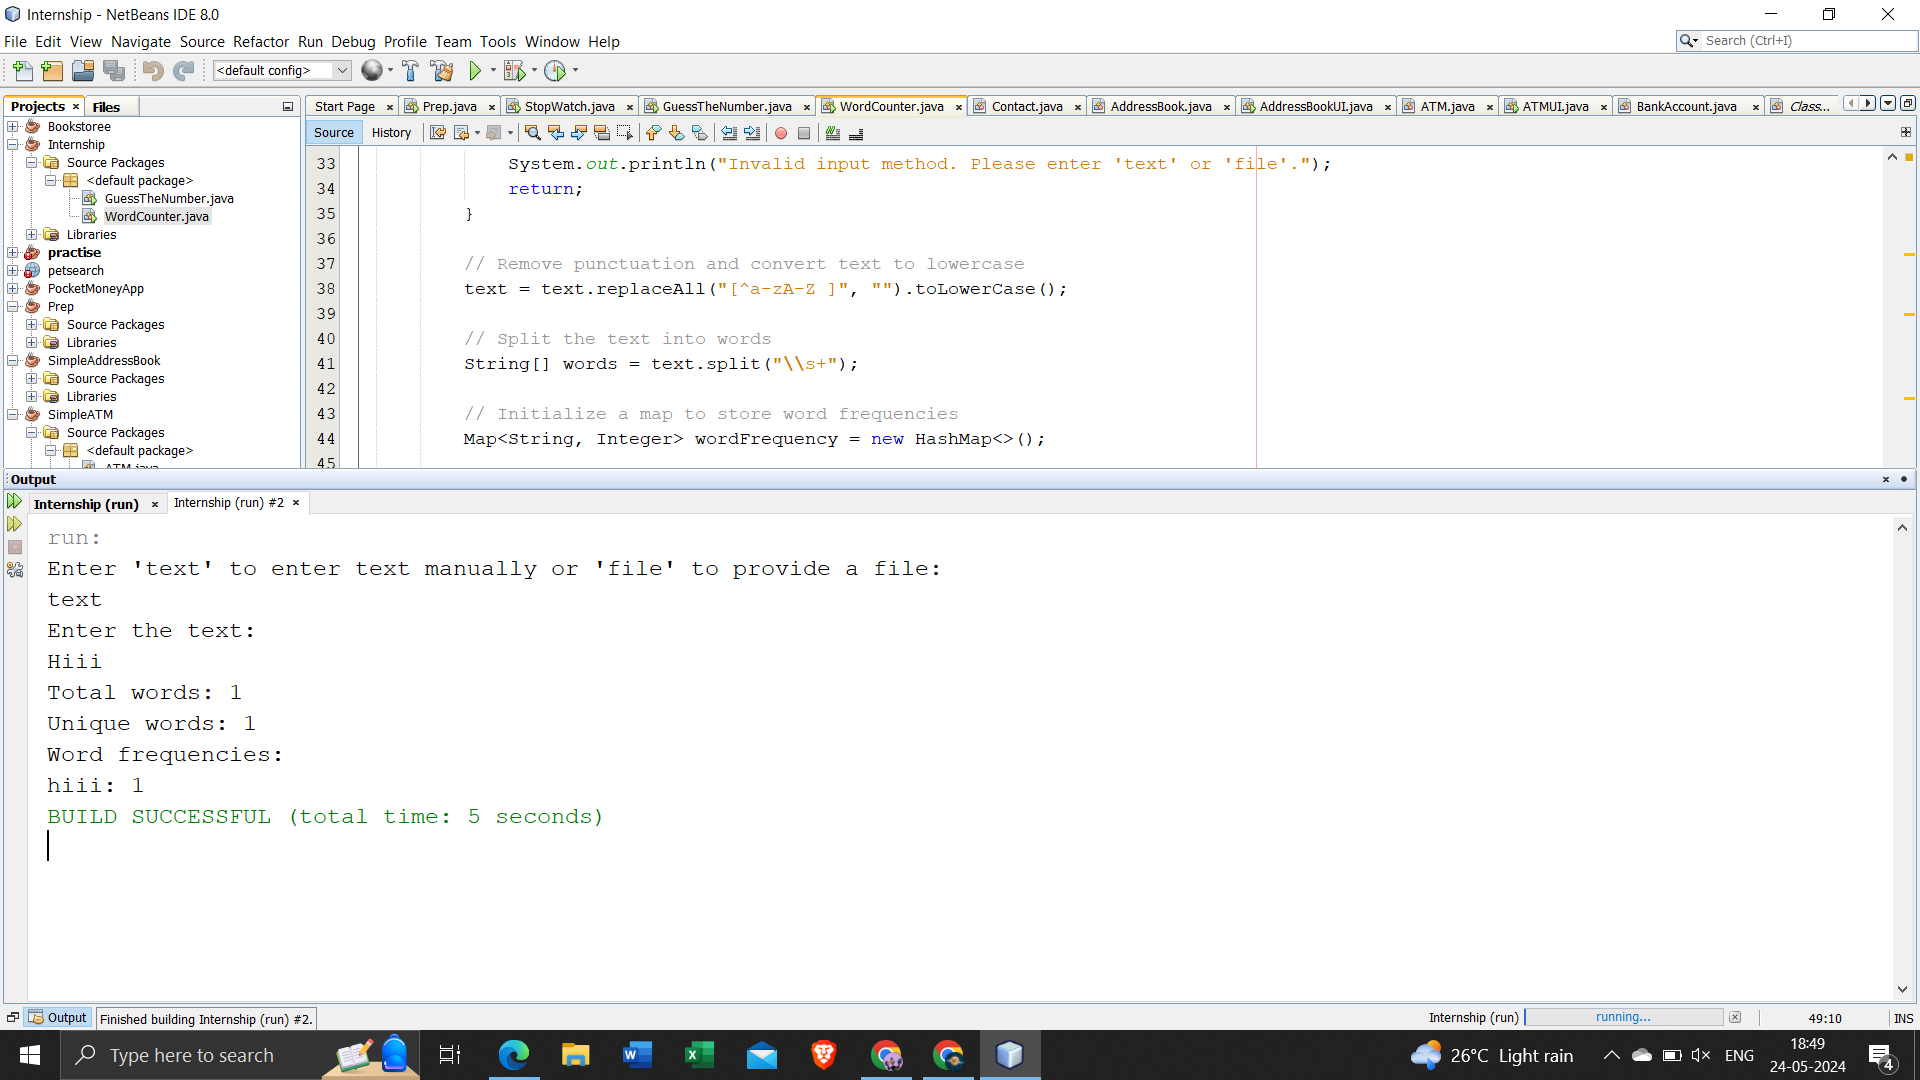 Internship - NetBeans IDE 8.0
File Edit View Navigate Source Refactor Run Debug Profile Team Tools Window Help
Search (Ctrl+I)
<default config>
Projects Files
Start Page Prep.java StopWatch.java GuessTheNumber.java WordCounter.java Contact.java AddressBook.java AddressBookUI.java ATM.java ATMUI.java BankAccount.java Class...
Source History
Bookstoree
Internship
Source Packages
<default package>
GuessTheNumber.java
WordCounter.java
Libraries
practise
petsearch
PocketMoneyApp
Prep
Source Packages
Libraries
SimpleAddressBook
Source Packages
Libraries
SimpleATM
Source Packages
<default package>
ATM.java
33 System.out.println("Invalid input method. Please enter 'text' or 'file'.");
34 return;
35 }
36
37 // Remove punctuation and convert text to lowercase
38 text = text.replaceAll("[^a-zA-Z ]", "").toLowerCase();
39
40 // Split the text into words
41 String[] words = text.split("\\s+");
42
43 // Initialize a map to store word frequencies
44 Map<String, Integer> wordFrequency = new HashMap<>();
45
Output
Internship (run) Internship (run) #2
run:
Enter 'text' to enter text manually or 'file' to provide a file:
text
Enter the text:
Hiii
Total words: 1
Unique words: 1
Word frequencies:
hiii: 1
BUILD SUCCESSFUL (total time: 5 seconds)
Output Finished building Internship (run) #2. Internship (run) running... 49:10 INS
Type here to search
26°C Light rain ENG 18:49
24-05-2024
4